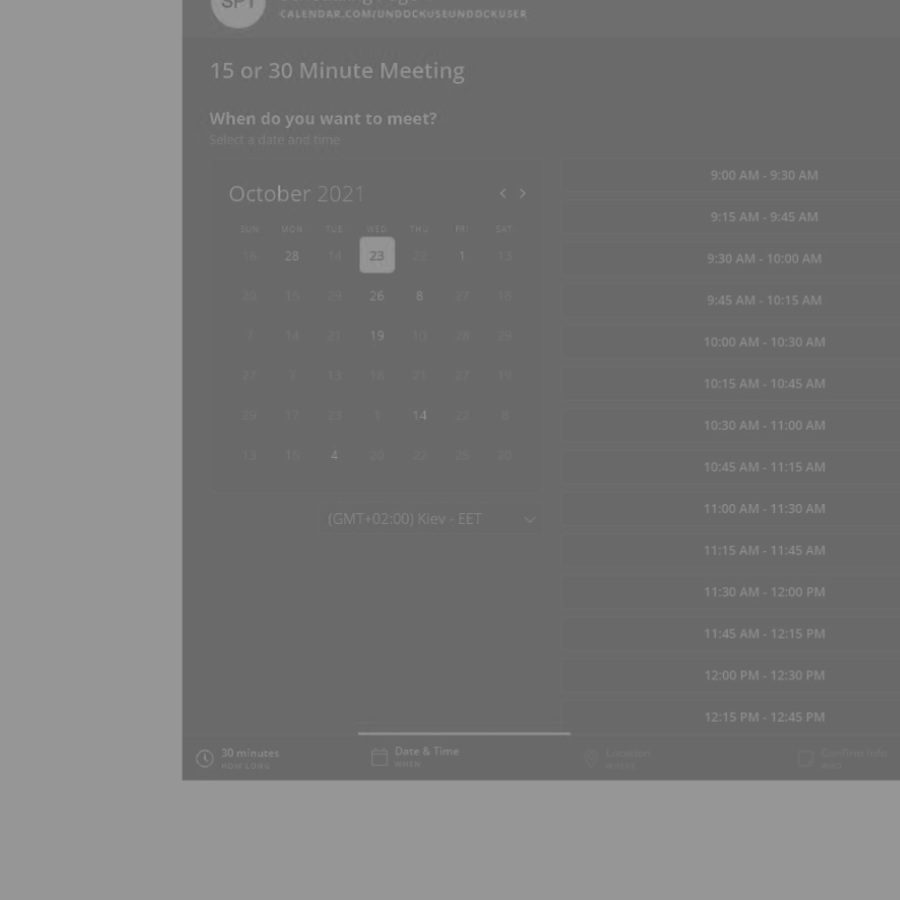 SPT Scheduling Page
CALENDAR.COM/UNDOCKUSEUNDOCKUSER
15 or 30 Minute Meeting
When do you want to meet?
Select a date and time
October 2021
SUN MON TUE WED THU FRI SAT
28 14 23 1 13
30 15 29 26 8 27 18
7 14 21 19 10 28 29
27 7 13 18 21 27 19
29 17 23 1 14 22 6
13 15 4 20 22 25 20
(GMT+02:00) Kiev - EET
9:00 AM - 9:30 AM
9:15 AM - 9:45 AM
9:30 AM - 10:00 AM
9:45 AM - 10:15 AM
10:00 AM - 10:30 AM
10:15 AM - 10:45 AM
10:30 AM - 11:00 AM
10:45 AM - 11:15 AM
11:00 AM - 11:30 AM
11:15 AM - 11:45 AM
11:30 AM - 12:00 PM
11:45 AM - 12:15 PM
12:00 PM - 12:30 PM
12:15 PM - 12:45 PM
30 minutes
HOW LONG
Date & Time
WHEN
Location
WHERE
Confirm Info
WHO